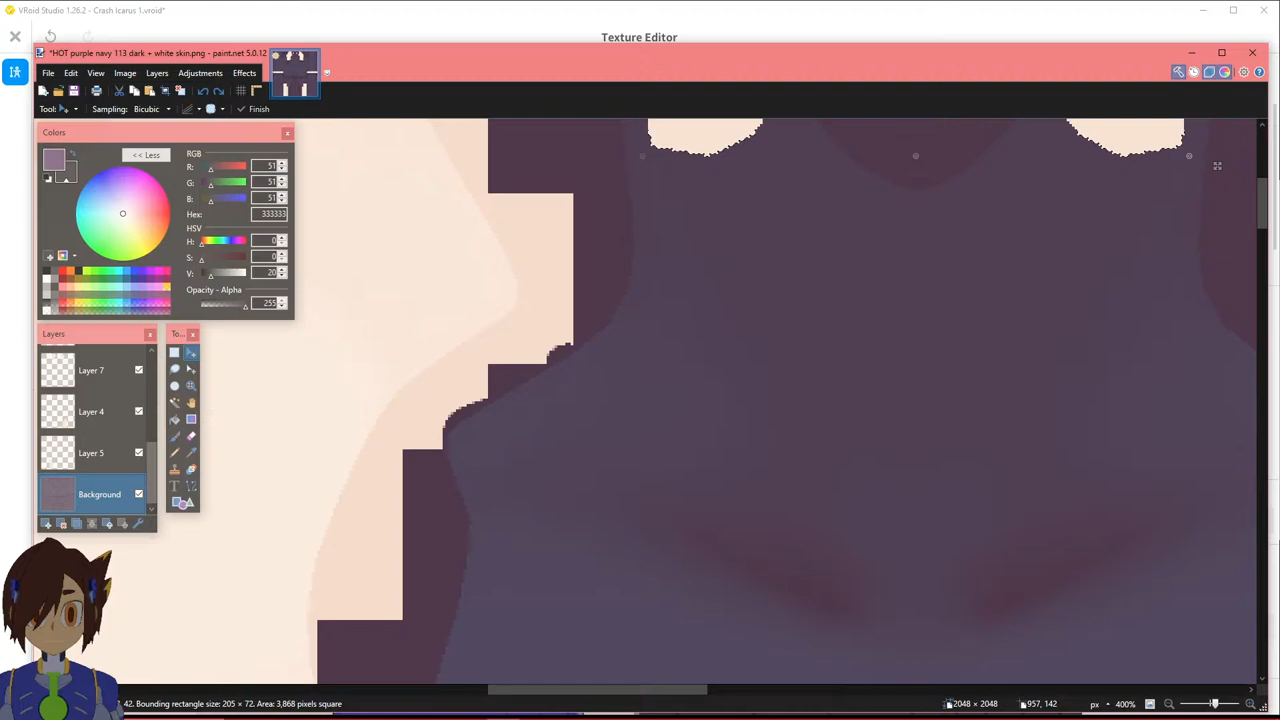 VRoid Studio 1.26.2 - Crash Icarus 1.vroid*
Texture Editor
*HOT purple navy 113 dark + white skin.png - paint.net 5.0.12
File Edit View Image Layers Adjustments Effects
Tool: Sampling: Bicubic Finish
Colors
<< Less
RGB
R: 51
G: 51
B: 51
Hex: 333333
HSV
H: 0
S: 0
V: 20
Opacity - Alpha
255
Layers To...
Layer 7
Layer 4
Layer 5
Background
42. Bounding rectangle size: 205 × 72. Area: 3,868 pixels square 2048 × 2048 957, 142 px 400%